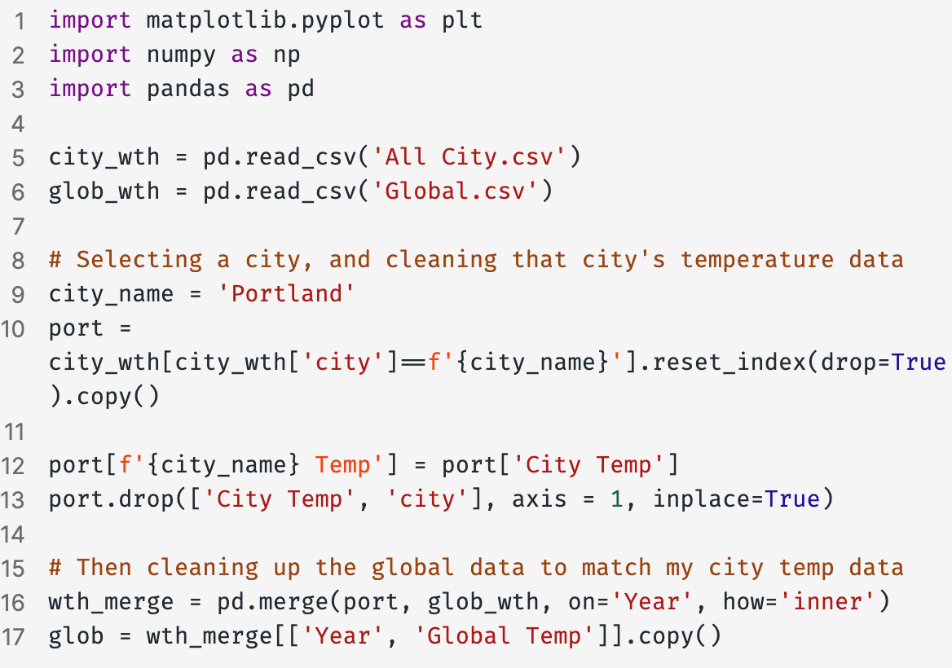 1 import matplotlib.pyplot as plt
2 import numpy as np
3 import pandas as pd
4
5 city_wth = pd.read_csv('All City.csv')
6 glob_wth = pd.read_csv('Global.csv')
7
8 # Selecting a city, and cleaning that city's temperature data
9 city_name = 'Portland'
10 port =
city_wth[city_wth['city']==f'{city_name}'].reset_index(drop=True
).copy()
11
12 port[f'{city_name} Temp'] = port['City Temp']
13 port.drop(['City Temp', 'city'], axis = 1, inplace=True)
14
15 # Then cleaning up the global data to match my city temp data
16 wth_merge = pd.merge(port, glob_wth, on='Year', how='inner')
17 glob = wth_merge[['Year', 'Global Temp']].copy()